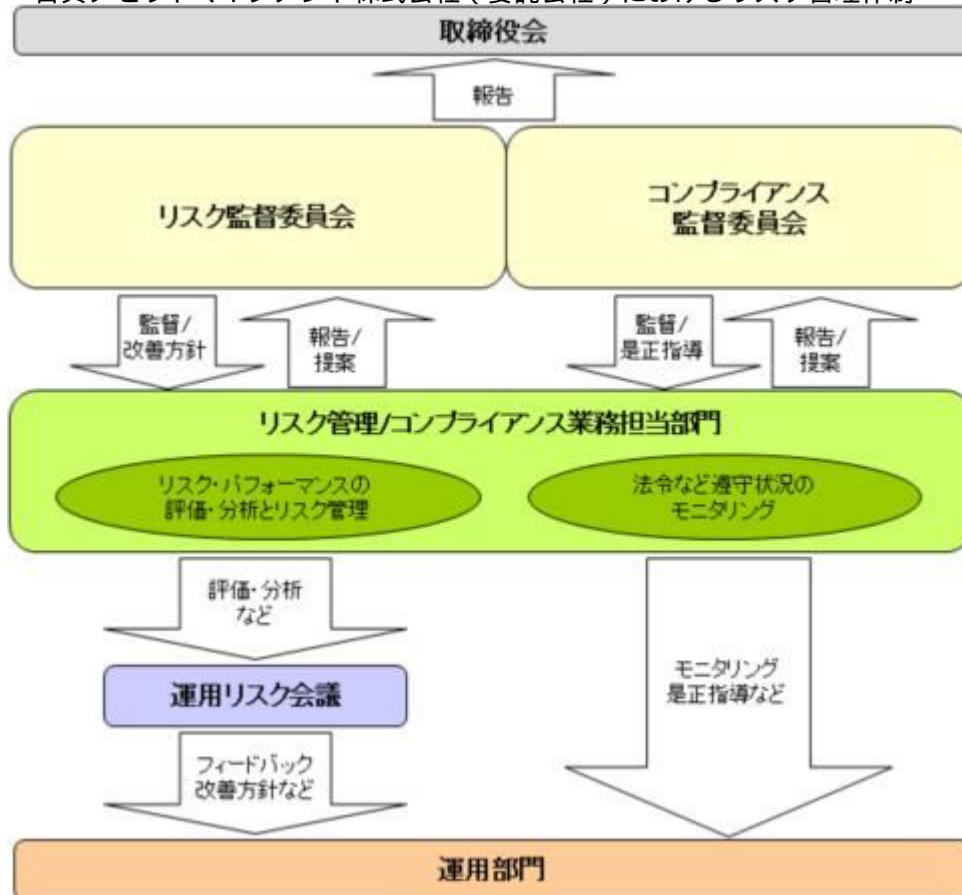 取締役会
報告
リスク監督委員会
コンプライアンス
監督委員会
監督/
改善方針
報告/
提案
監督/
是正指導
報告/
提案
リスク管理/コンプライアンス業務担当部門
リスク・パフォーマンスの
評価・分析とリスク管理
法令など遵守状況の
モニタリング
評価・分析
など
運用リスク会議
モニタリング
是正指導など
フィードバック
改善方針など
運用部門